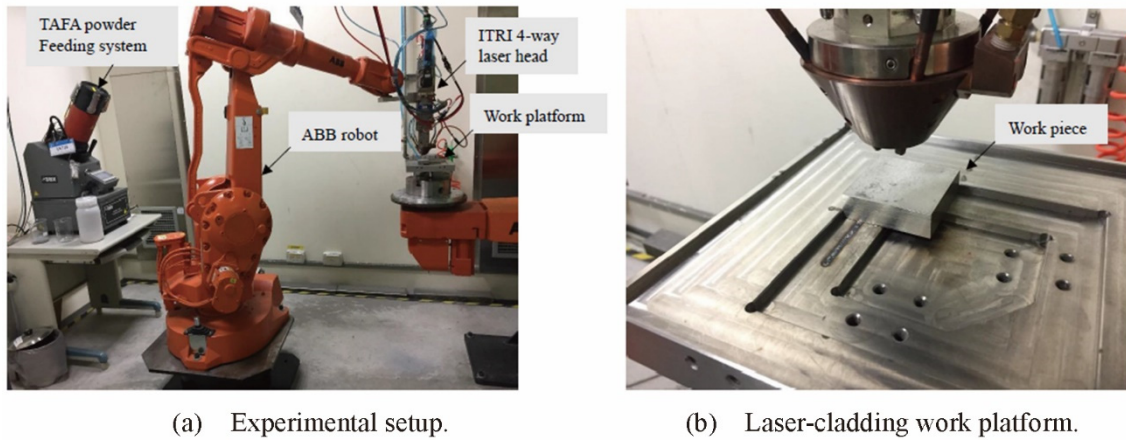 TAFA powder
Feeding system
ITRI 4-way
laser head
Work platform
ABB robot
ABB
Work piece
(a) Experimental setup.
(b) Laser-cladding work platform.